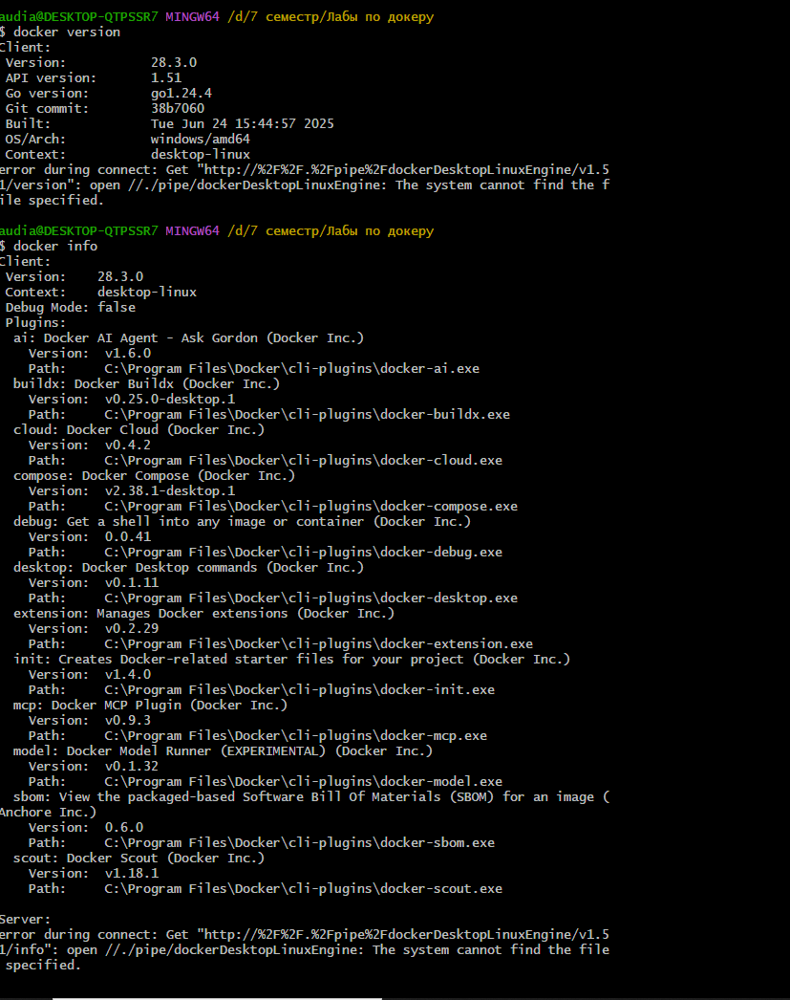 audia@DESKTOP-QTPSSR7 MINGW64 /d/7 семестр/Лабы по докеру
$ docker version
Client:
 Version:           28.3.0
 API version:       1.51
 Go version:        go1.24.4
 Git commit:        38b7060
 Built:             Tue Jun 24 15:44:57 2025
 OS/Arch:           windows/amd64
 Context:           desktop-linux
error during connect: Get "http://%2F%2F.%2Fpipe%2FdockerDesktopLinuxEngine/v1.5
1/version": open //./pipe/dockerDesktopLinuxEngine: The system cannot find the f
ile specified.

audia@DESKTOP-QTPSSR7 MINGW64 /d/7 семестр/Лабы по докеру
$ docker info
Client:
 Version:    28.3.0
 Context:    desktop-linux
 Debug Mode: false
 Plugins:
  ai: Docker AI Agent - Ask Gordon (Docker Inc.)
    Version:  v1.6.0
    Path:     C:\Program Files\Docker\cli-plugins\docker-ai.exe
  buildx: Docker Buildx (Docker Inc.)
    Version:  v0.25.0-desktop.1
    Path:     C:\Program Files\Docker\cli-plugins\docker-buildx.exe
  cloud: Docker Cloud (Docker Inc.)
    Version:  v0.4.2
    Path:     C:\Program Files\Docker\cli-plugins\docker-cloud.exe
  compose: Docker Compose (Docker Inc.)
    Version:  v2.38.1-desktop.1
    Path:     C:\Program Files\Docker\cli-plugins\docker-compose.exe
  debug: Get a shell into any image or container (Docker Inc.)
    Version:  0.0.41
    Path:     C:\Program Files\Docker\cli-plugins\docker-debug.exe
  desktop: Docker Desktop commands (Docker Inc.)
    Version:  v0.1.11
    Path:     C:\Program Files\Docker\cli-plugins\docker-desktop.exe
  extension: Manages Docker extensions (Docker Inc.)
    Version:  v0.2.29
    Path:     C:\Program Files\Docker\cli-plugins\docker-extension.exe
  init: Creates Docker-related starter files for your project (Docker Inc.)
    Version:  v1.4.0
    Path:     C:\Program Files\Docker\cli-plugins\docker-init.exe
  mcp: Docker MCP Plugin (Docker Inc.)
    Version:  v0.9.3
    Path:     C:\Program Files\Docker\cli-plugins\docker-mcp.exe
  model: Docker Model Runner (EXPERIMENTAL) (Docker Inc.)
    Version:  v0.1.32
    Path:     C:\Program Files\Docker\cli-plugins\docker-model.exe
  sbom: View the packaged-based Software Bill Of Materials (SBOM) for an image (
Anchore Inc.)
    Version:  0.6.0
    Path:     C:\Program Files\Docker\cli-plugins\docker-sbom.exe
  scout: Docker Scout (Docker Inc.)
    Version:  v1.18.1
    Path:     C:\Program Files\Docker\cli-plugins\docker-scout.exe

Server:
error during connect: Get "http://%2F%2F.%2Fpipe%2FdockerDesktopLinuxEngine/v1.5
1/info": open //./pipe/dockerDesktopLinuxEngine: The system cannot find the file
 specified.